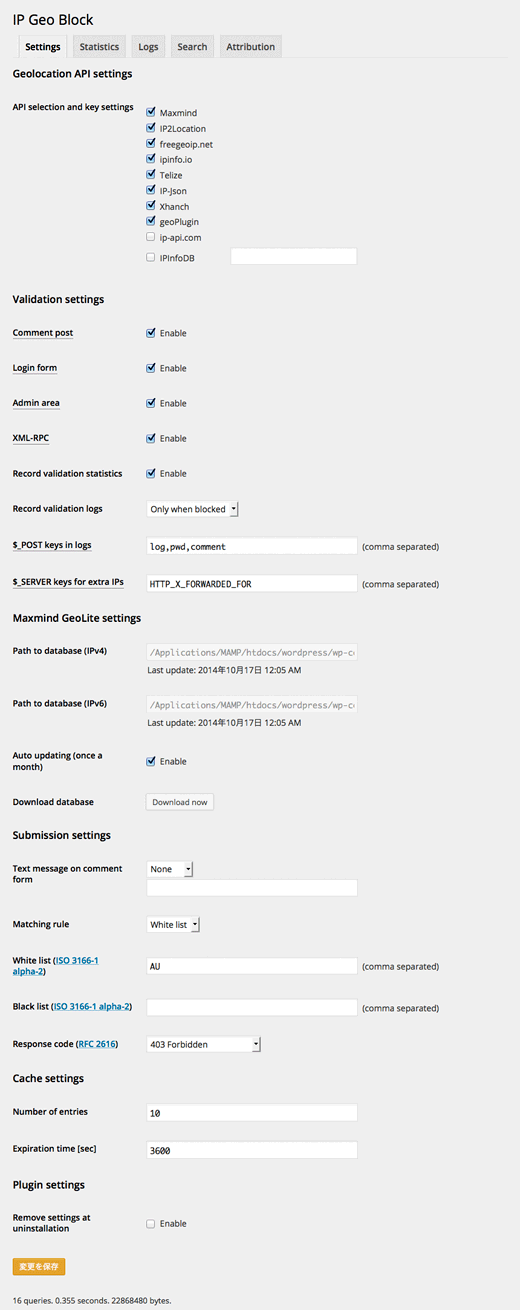 IP Geo Block
Settings Statistics Logs Search Attribution
Geolocation API settings
API selection and key settings
Maxmind
IP2Location
freegeoip.net
ipinfo.io
Telize
IP-Json
Xhanch
geoPlugin
ip-api.com
IPInfoDB
Validation settings
Comment post Enable
Login form Enable
Admin area Enable
XML-RPC Enable
Record validation statistics Enable
Record validation logs Only when blocked
$_POST keys in logs log,pwd,comment (comma separated)
$_SERVER keys for extra IPs HTTP_X_FORWARDED_FOR (comma separated)
Maxmind GeoLite settings
Path to database (IPv4) /Applications/MAMP/htdocs/wordpress/wp-co
Last update: 2014年10月17日 12:05 AM
Path to database (IPv6) /Applications/MAMP/htdocs/wordpress/wp-co
Last update: 2014年10月17日 12:05 AM
Auto updating (once a
month) Enable
Download database Download now
Submission settings
Text message on comment
form None
Matching rule White list
White list (ISO 3166-1
alpha-2) AU (comma separated)
Black list (ISO 3166-1 alpha-2) (comma separated)
Response code (RFC 2616) 403 Forbidden
Cache settings
Number of entries 10
Expiration time [sec] 3600
Plugin settings
Remove settings at
uninstallation Enable
変更を保存
16 queries. 0.355 seconds. 22868480 bytes.